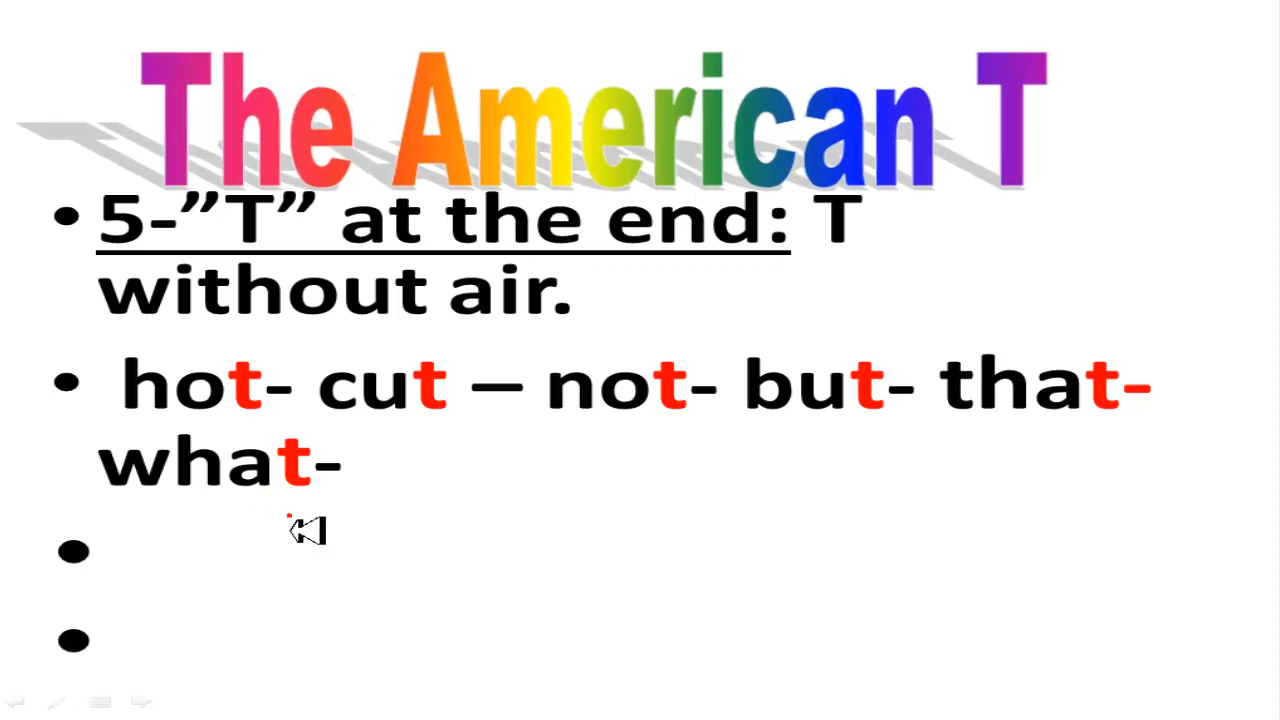 The American T
5-”T” at the end: T
without air.
hot- cut – not- but- that-
what-